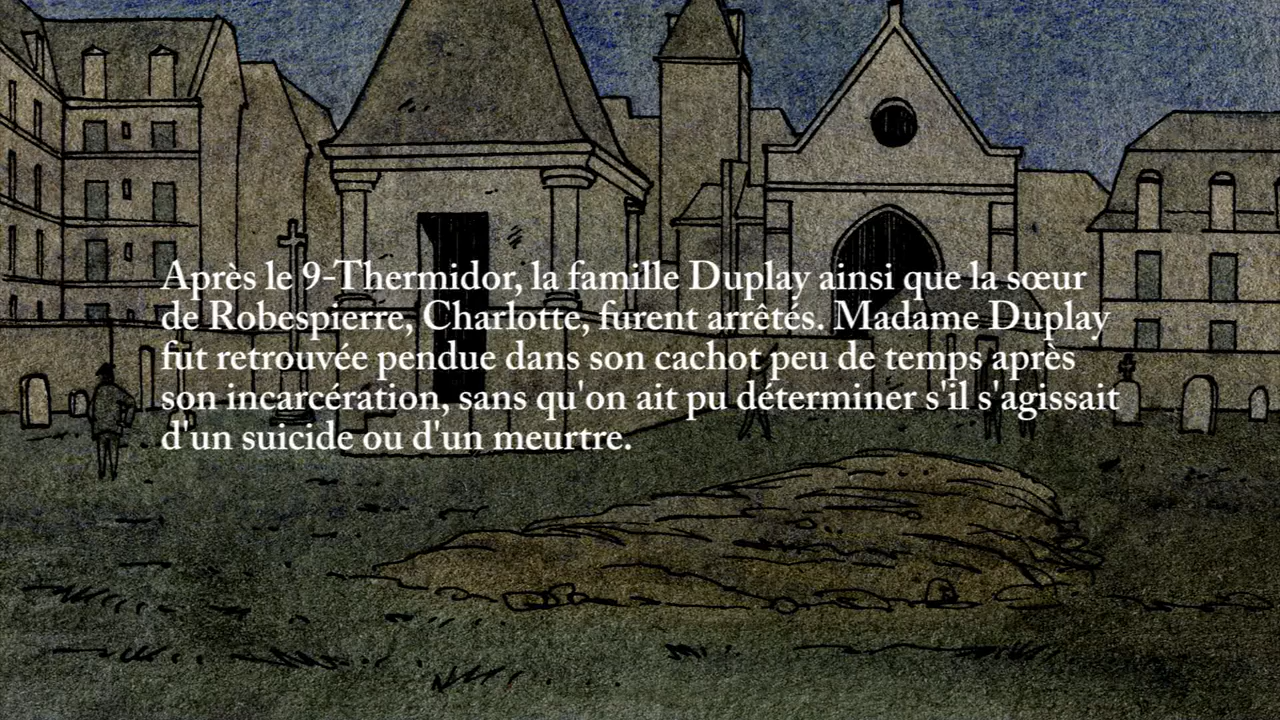 Après le 9-Thermidor, la famille Duplay ainsi que la sœur
de Robespierre, Charlotte, furent arrêtés. Madame Duplay
fut retrouvée pendue dans son cachot peu de temps après
son incarcération, sans qu'on ait pu déterminer s'il s'agissait
d'un suicide ou d'un meurtre.